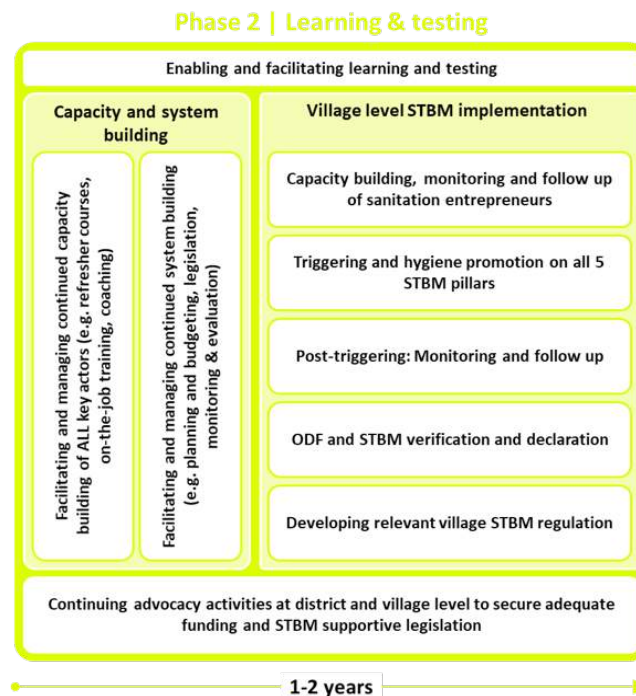 Phase 2 | Learning & testing
Enabling and facilitating learning and testing
Capacity and system
building
Facilitating and managing continued capacity
building of ALL key actors (e.g. refresher courses,
on-the-job training, coaching)
Facilitating and managing continued system building
(e.g. planning and budgeting, legislation,
monitoring & evaluation)
Village level STBM implementation
Capacity building, monitoring and follow up
of sanitation entrepreneurs
Triggering and hygiene promotion on all 5
STBM pillars
Post-triggering: Monitoring and follow up
ODF and STBM verification and declaration
Developing relevant village STBM regulation
Continuing advocacy activities at district and village level to secure adequate
funding and STBM supportive legislation
1-2 years